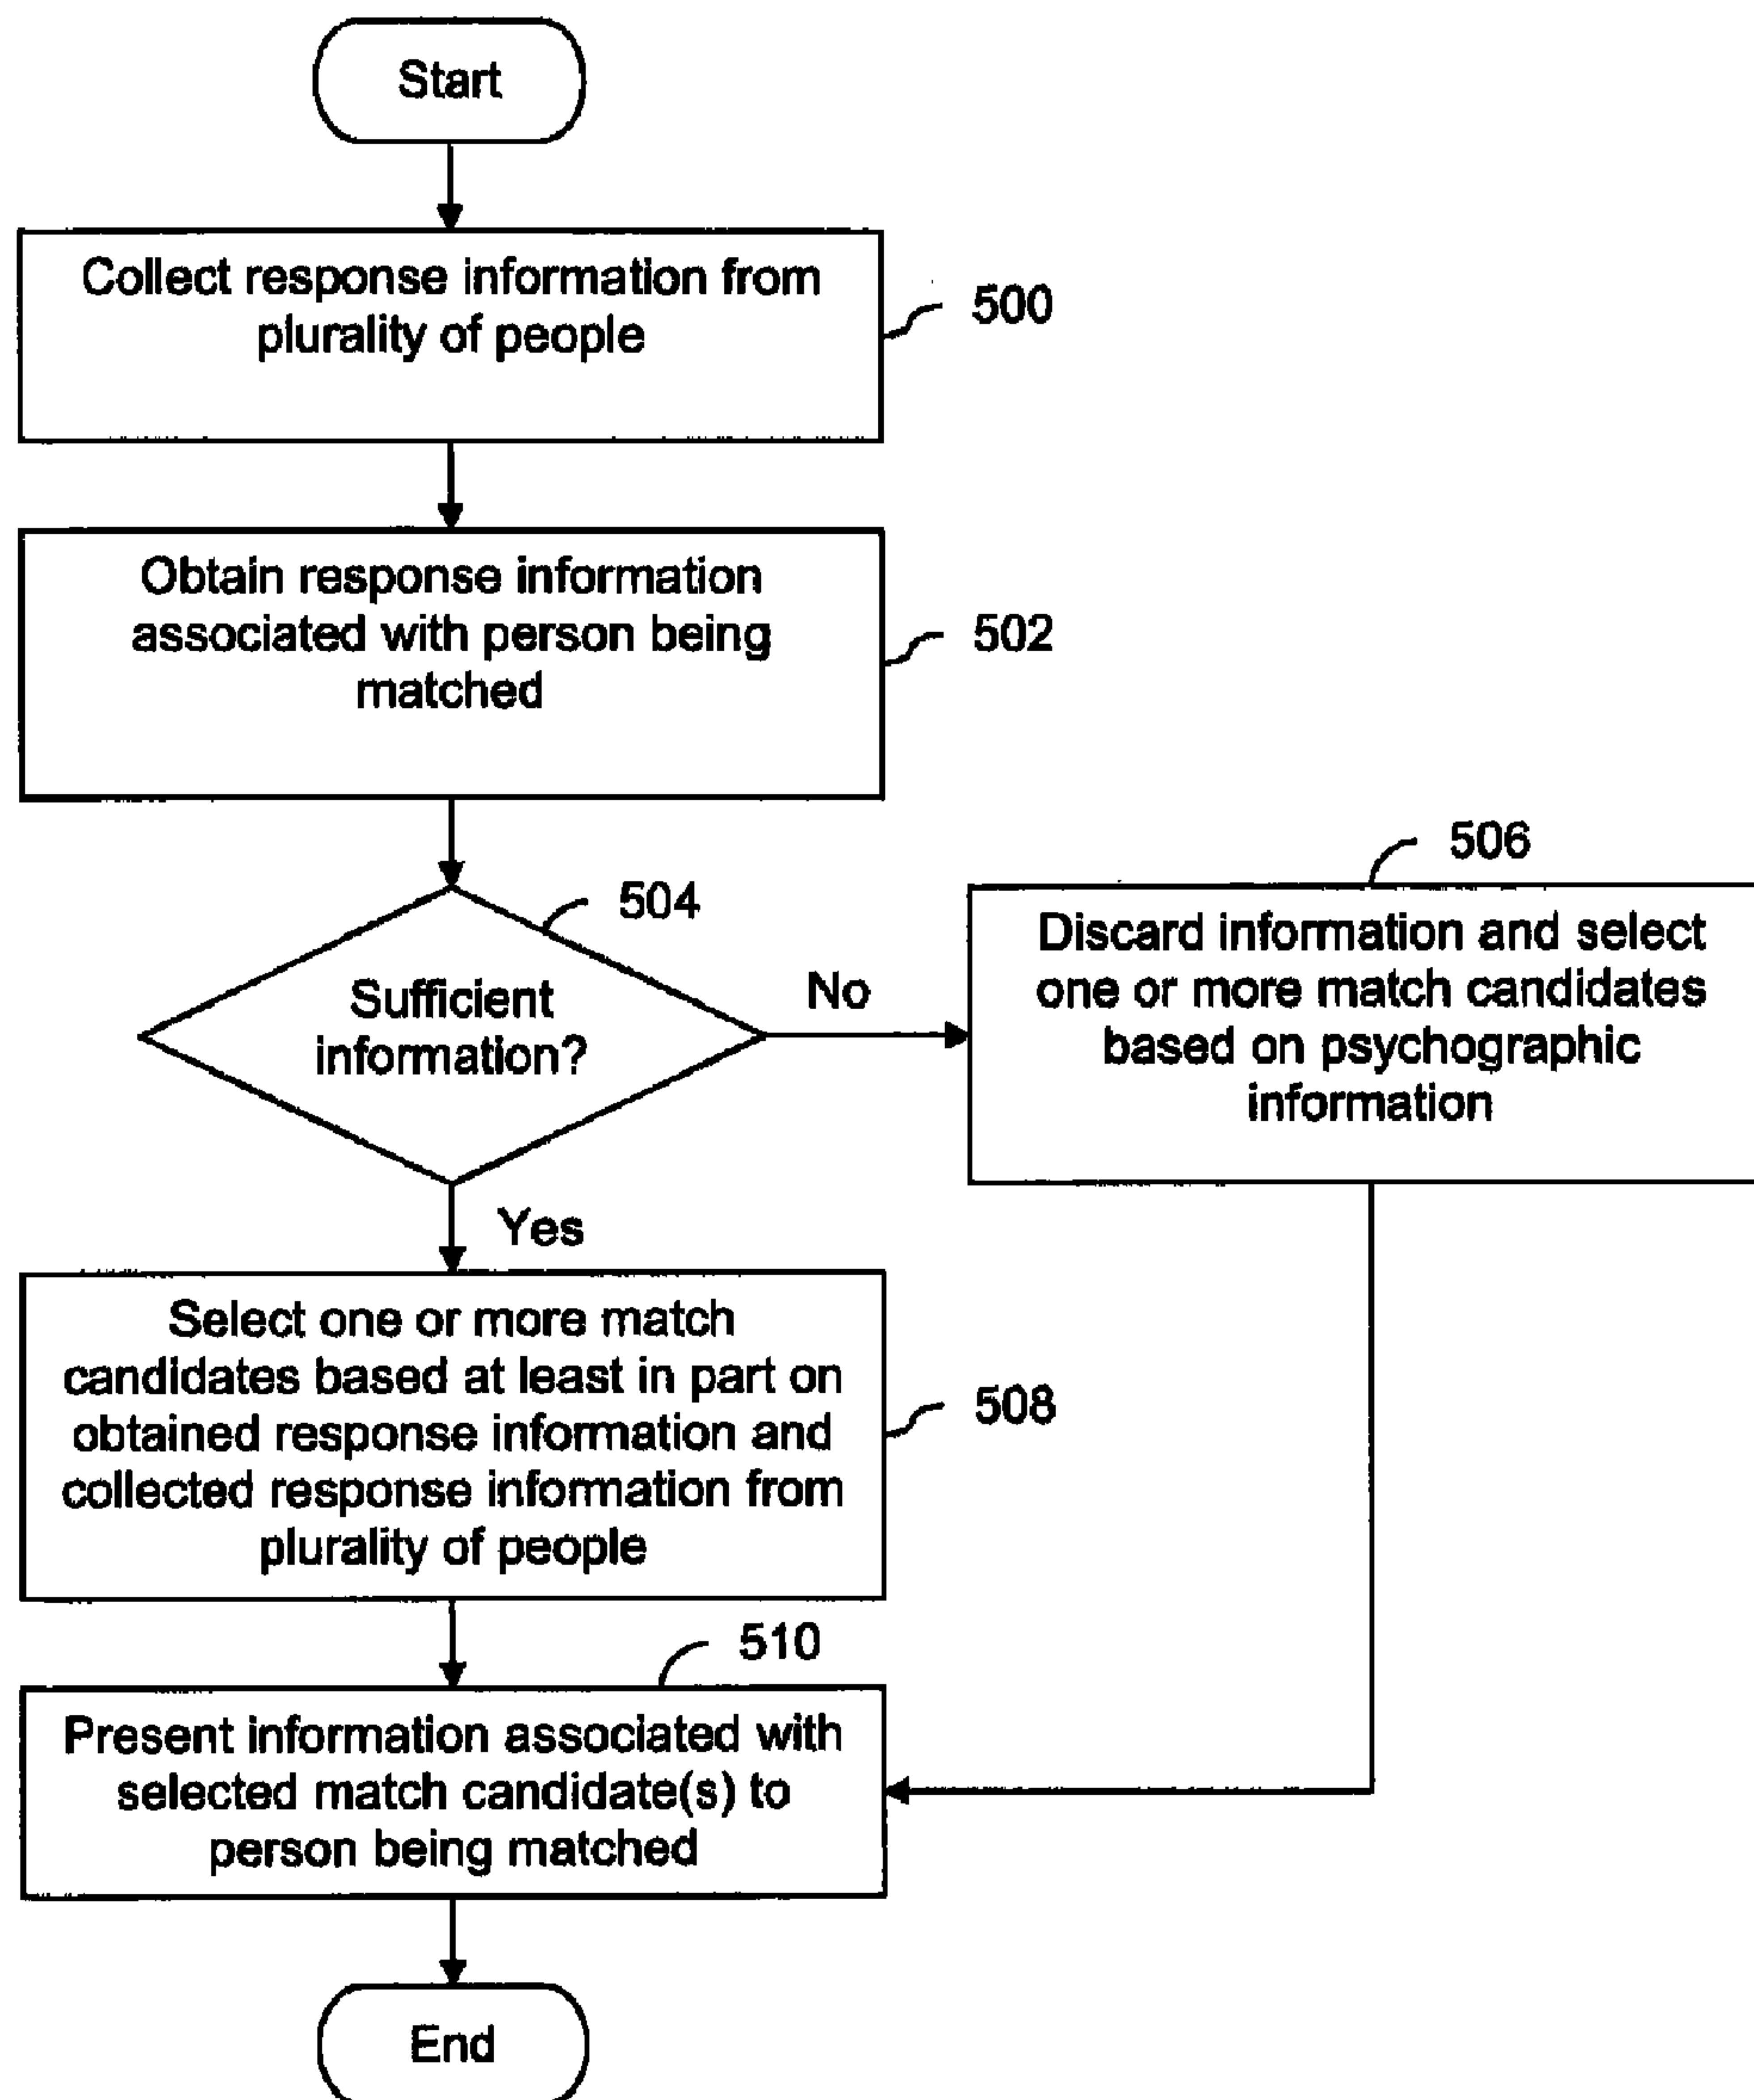 Start
Collect response information from
plurality of people
500
Obtain response information
associated with person being
matched
502
504
Sufficient
information?
No
506
Discard information and select
one or more match candidates
based on psychographic
information
Yes
Select one or more match
candidates based at least in part on
obtained response information and
collected response information from
plurality of people
508
510
Present information associated with
selected match candidate(s) to
person being matched
End